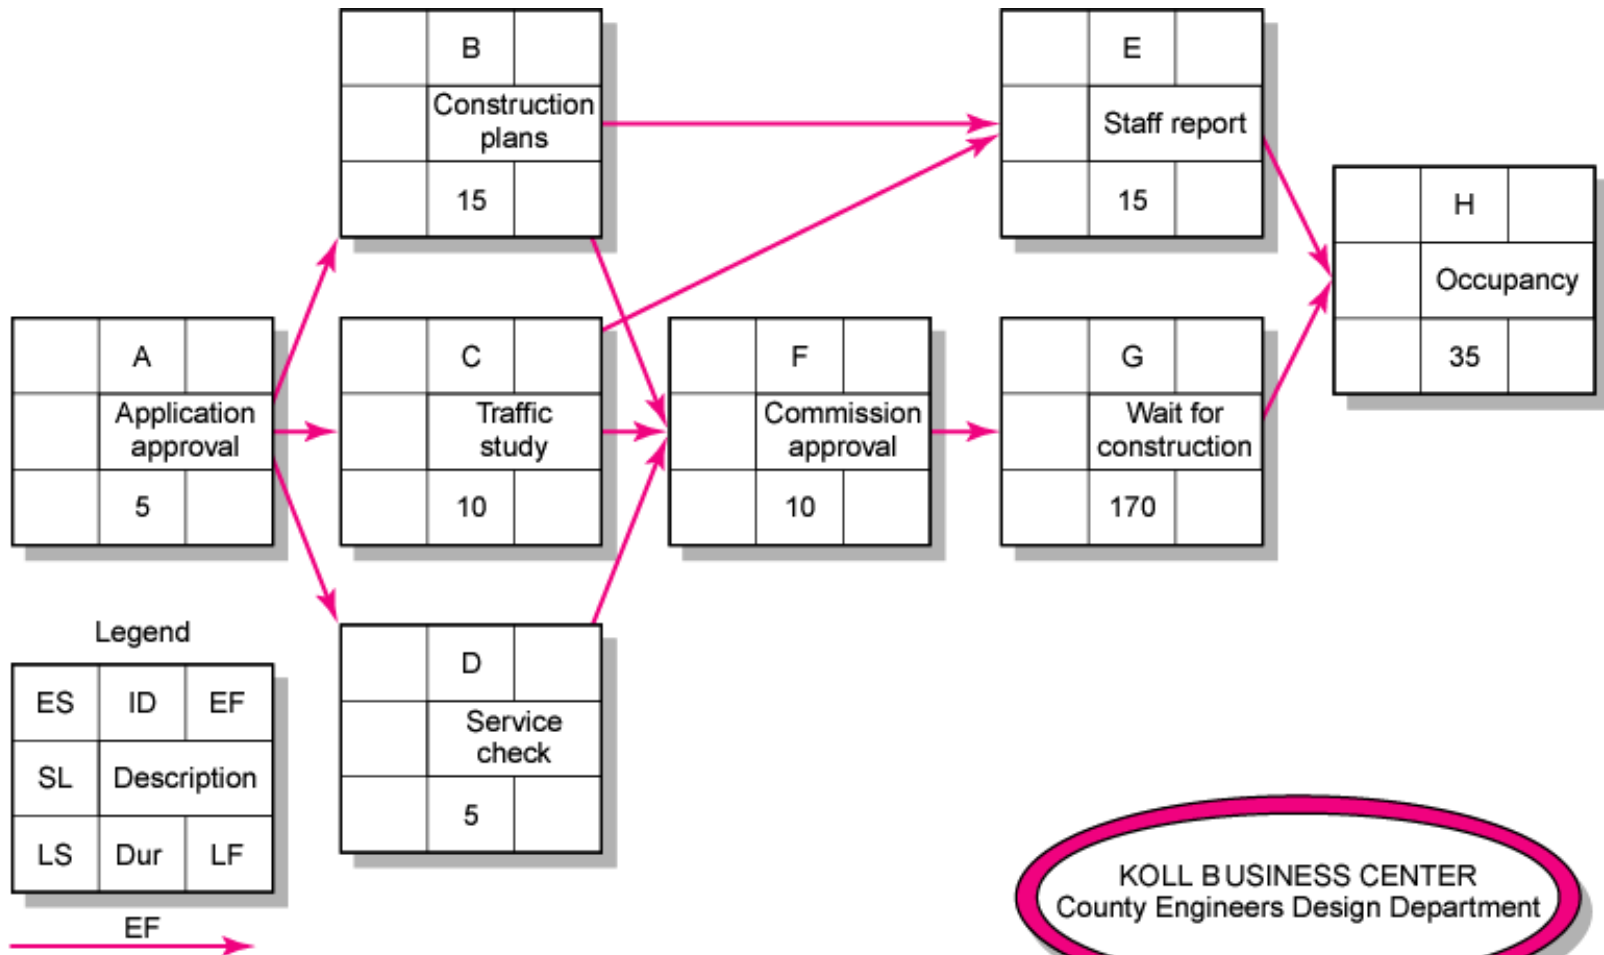 B
Construction
plans
15
E
Staff report
15
H
Occupancy
35
A
Application
approval
5
C
Traffic
study
10
F
Commission
approval
10
G
Wait for
construction
170
D
Service
check
5
Legend
ES ID EF
SL Description
LS Dur LF
EF
KOLL BUSINESS CENTER
County Engineers Design Department